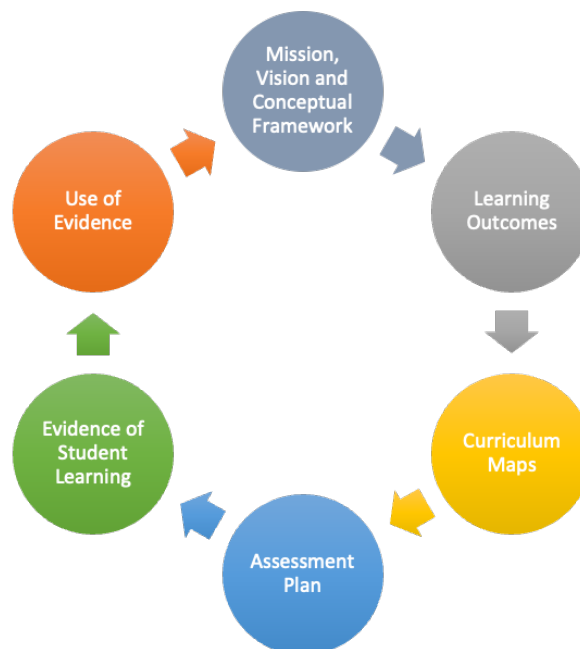 Mission,
Vision and
Conceptual
Framework
Learning
Outcomes
Curriculum
Maps
Assessment
Plan
Evidence of
Student
Learning
Use of
Evidence